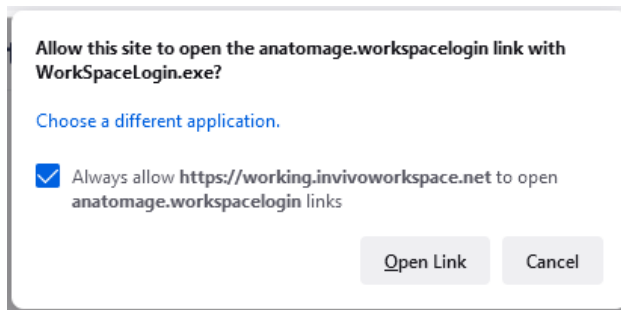 Allow this site to open the anatomage.workspacelogin link with
WorkSpaceLogin.exe?
Choose a different application.
Always allow https://working.invivoworkspace.net to open
anatomage.workspacelogin links
Open Link Cancel